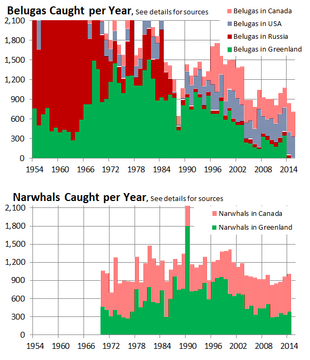 Belugas Caught per Year, See details for sources
2,100
1,800
1,500
1,200
900
600
300
0
Belugas in Canada
Belugas in USA
Belugas in Russia
Belugas in Greenland
1954 1960 1966 1972 1978 1984 1990 1996 2002 2008 2014
Narwhals Caught per Year, See details for sources
2,100
1,800
1,500
1,200
900
600
300
0
Narwhals in Canada
Narwhals in Greenland
1954 1960 1966 1972 1978 1984 1990 1996 2002 2008 2014